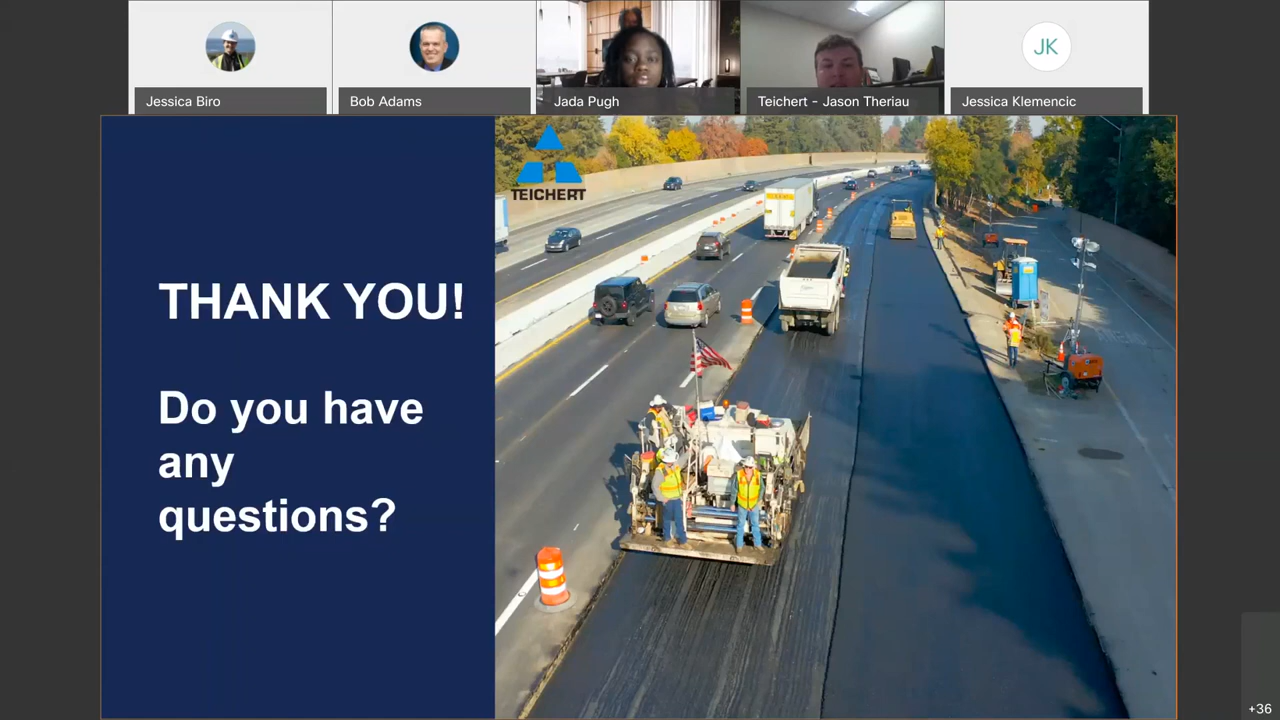 Jessica Biro
Bob Adams
Jada Pugh
Teichert - Jason Theriau
JK
Jessica Klemencic
TEICHERT
THANK YOU!
Do you have
any
questions?
+36